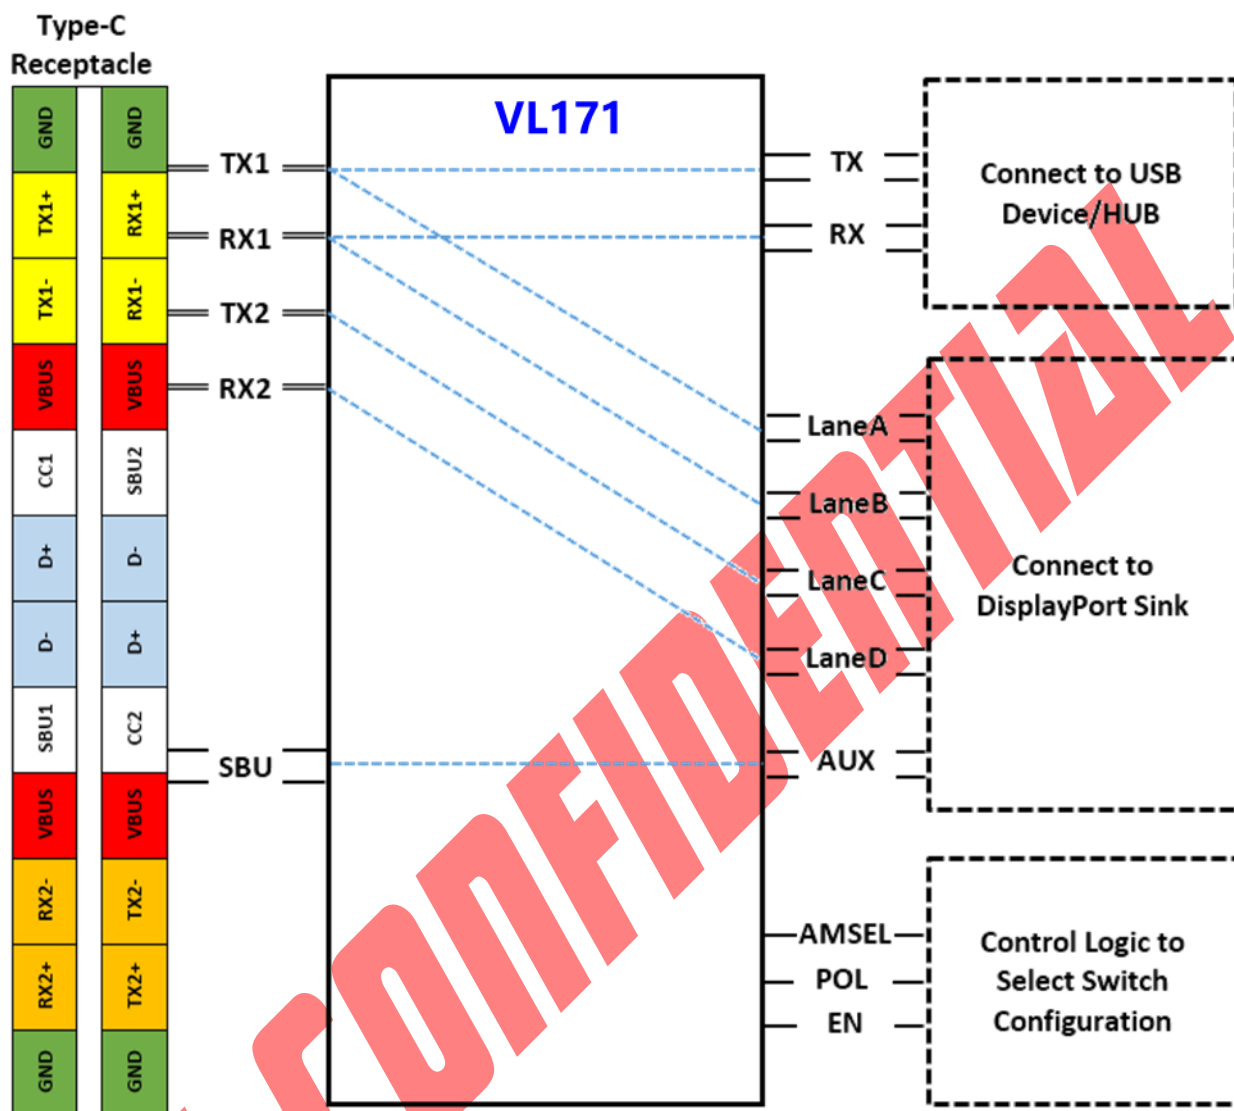 Type-C
Receptacle
GND
TX1+
TX1-
VBUS
CC1
D+
D-
SBU1
VBUS
RX2-
RX2+
GND
GND
RX1+
RX1-
VBUS
SBU2
D-
D+
CC2
VBUS
TX2-
TX2+
GND
TX1
RX1
TX2
RX2
SBU
VL171
TX
RX
LaneA
LaneB
LaneC
LaneD
AUX
AMSEL
POL
EN
Connect to USB
Device/HUB
Connect to
DisplayPort Sink
Control Logic to
Select Switch
Configuration
CONFIDENTIAL